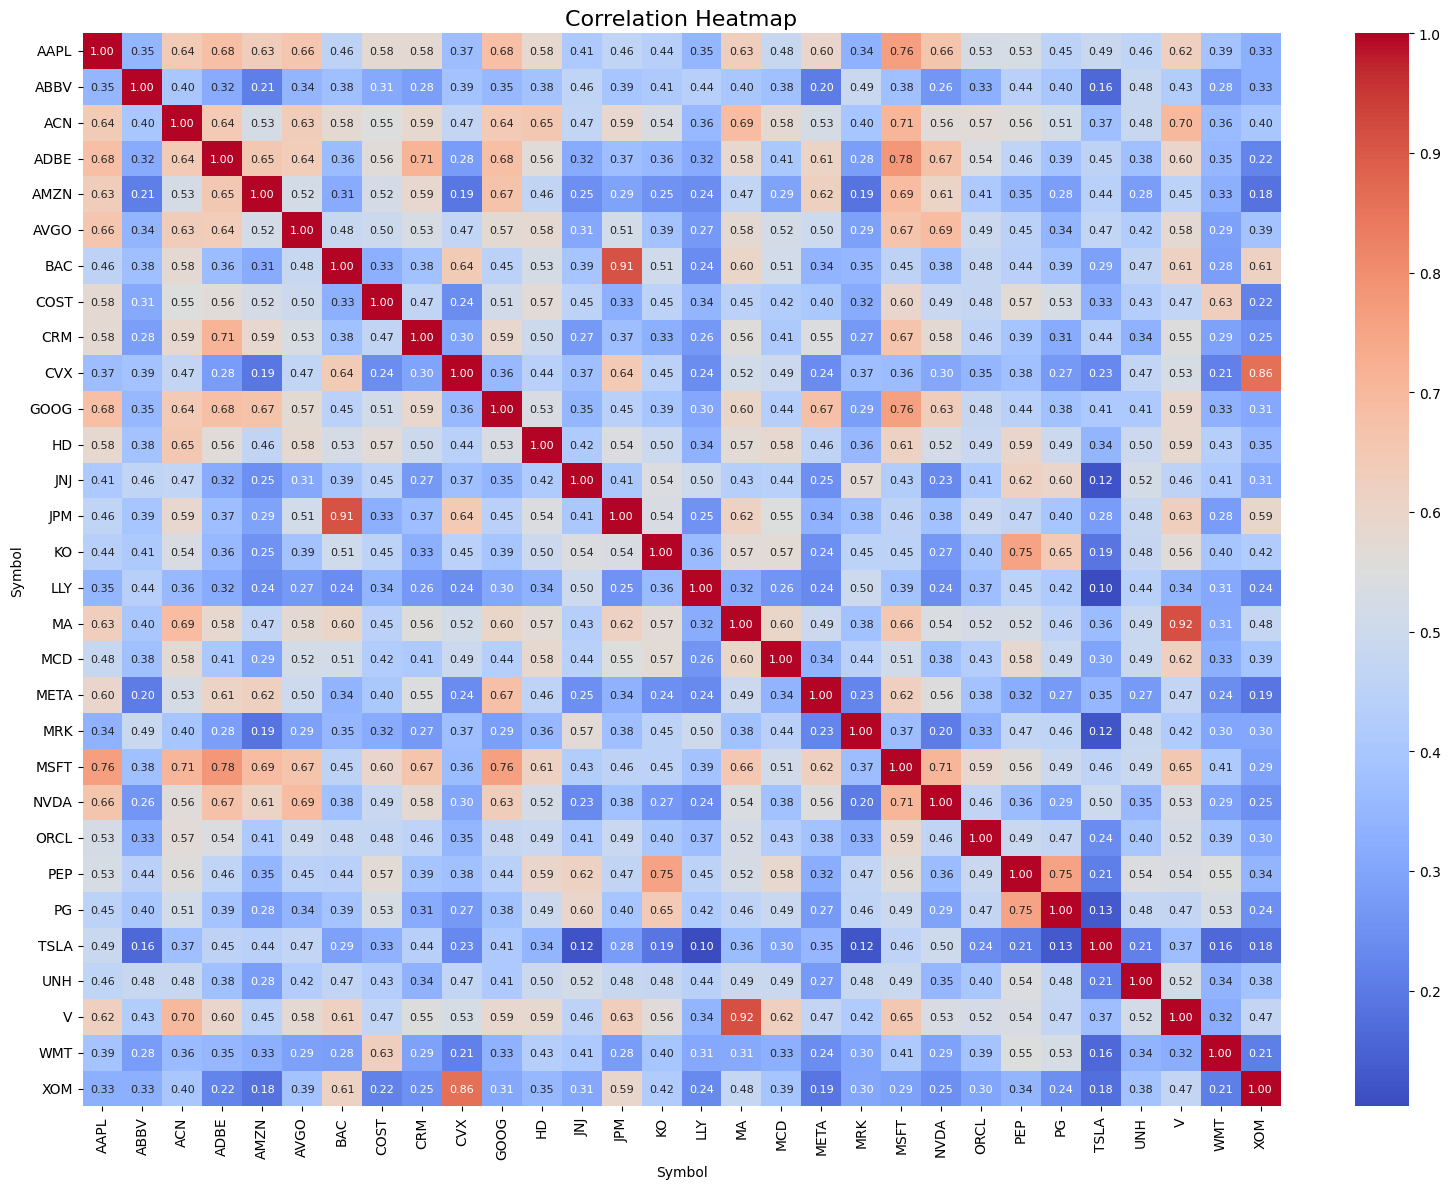 Correlation Heatmap
AAPL 1.00 0.35 0.64 0.68 0.63 0.66 0.46 0.58 0.58 0.37 0.68 0.58 0.41 0.46 0.44 0.35 0.63 0.48 0.60 0.34 0.76 0.66 0.53 0.53 0.45 0.49 0.46 0.62 0.39 0.33
ABBV 0.35 1.00 0.40 0.32 0.21 0.34 0.38 0.31 0.28 0.39 0.35 0.38 0.46 0.39 0.41 0.44 0.40 0.38 0.20 0.49 0.38 0.26 0.33 0.44 0.40 0.16 0.48 0.43 0.28 0.33
ACN 0.64 0.40 1.00 0.64 0.53 0.63 0.58 0.55 0.59 0.47 0.64 0.65 0.47 0.59 0.54 0.36 0.69 0.58 0.53 0.40 0.71 0.56 0.57 0.56 0.51 0.37 0.48 0.70 0.36 0.40
ADBE 0.68 0.32 0.64 1.00 0.65 0.64 0.36 0.56 0.71 0.28 0.68 0.56 0.32 0.37 0.36 0.32 0.58 0.41 0.61 0.28 0.78 0.67 0.54 0.46 0.39 0.45 0.38 0.60 0.35 0.22
AMZN 0.63 0.21 0.53 0.65 1.00 0.52 0.31 0.52 0.59 0.19 0.67 0.46 0.25 0.29 0.25 0.24 0.47 0.29 0.62 0.19 0.69 0.61 0.41 0.35 0.28 0.44 0.28 0.45 0.33 0.18
AVGO 0.66 0.34 0.63 0.64 0.52 1.00 0.48 0.50 0.53 0.47 0.57 0.58 0.31 0.51 0.39 0.27 0.58 0.52 0.50 0.29 0.67 0.69 0.49 0.45 0.34 0.47 0.42 0.58 0.29 0.39
BAC 0.46 0.38 0.58 0.36 0.31 0.48 1.00 0.33 0.38 0.64 0.45 0.53 0.39 0.91 0.51 0.24 0.60 0.51 0.34 0.35 0.45 0.38 0.48 0.44 0.39 0.29 0.47 0.61 0.28 0.61
COST 0.58 0.31 0.55 0.56 0.52 0.50 0.33 1.00 0.47 0.24 0.51 0.57 0.45 0.33 0.45 0.34 0.45 0.42 0.40 0.32 0.60 0.49 0.48 0.57 0.53 0.33 0.43 0.47 0.63 0.22
CRM 0.58 0.28 0.59 0.71 0.59 0.53 0.38 0.47 1.00 0.30 0.59 0.50 0.27 0.37 0.33 0.26 0.56 0.41 0.55 0.27 0.67 0.58 0.46 0.39 0.31 0.44 0.34 0.55 0.29 0.25
CVX 0.37 0.39 0.47 0.28 0.19 0.47 0.64 0.24 0.30 1.00 0.36 0.44 0.37 0.64 0.45 0.24 0.52 0.49 0.24 0.37 0.36 0.30 0.35 0.38 0.27 0.23 0.47 0.53 0.21 0.86
GOOG 0.68 0.35 0.64 0.68 0.67 0.57 0.45 0.51 0.59 0.36 1.00 0.53 0.35 0.45 0.39 0.30 0.60 0.44 0.67 0.29 0.76 0.63 0.48 0.44 0.38 0.41 0.41 0.59 0.33 0.31
HD 0.58 0.38 0.65 0.56 0.46 0.58 0.53 0.57 0.50 0.44 0.53 1.00 0.42 0.54 0.50 0.34 0.57 0.58 0.46 0.36 0.61 0.52 0.49 0.59 0.49 0.34 0.50 0.59 0.43 0.35
JNJ 0.41 0.46 0.47 0.32 0.25 0.31 0.39 0.45 0.27 0.37 0.35 0.42 1.00 0.41 0.54 0.50 0.43 0.44 0.25 0.57 0.43 0.23 0.41 0.62 0.60 0.12 0.52 0.46 0.41 0.31
JPM 0.46 0.39 0.59 0.37 0.29 0.51 0.91 0.33 0.37 0.64 0.45 0.54 0.41 1.00 0.54 0.25 0.62 0.55 0.34 0.38 0.46 0.38 0.49 0.47 0.40 0.28 0.48 0.63 0.28 0.59
KO 0.44 0.41 0.54 0.36 0.25 0.39 0.51 0.45 0.33 0.45 0.39 0.50 0.54 0.54 1.00 0.36 0.57 0.57 0.24 0.45 0.45 0.27 0.40 0.75 0.65 0.19 0.48 0.56 0.40 0.42
LLY 0.35 0.44 0.36 0.32 0.24 0.27 0.24 0.34 0.26 0.24 0.30 0.34 0.50 0.25 0.36 1.00 0.32 0.26 0.24 0.50 0.39 0.24 0.37 0.45 0.42 0.10 0.44 0.34 0.31 0.24
MA 0.63 0.40 0.69 0.58 0.47 0.58 0.60 0.45 0.56 0.52 0.60 0.57 0.43 0.62 0.57 0.32 1.00 0.60 0.49 0.38 0.66 0.54 0.52 0.52 0.46 0.36 0.49 0.92 0.31 0.48
MCD 0.48 0.38 0.58 0.41 0.29 0.52 0.51 0.42 0.41 0.49 0.44 0.58 0.44 0.55 0.57 0.26 0.60 1.00 0.34 0.44 0.51 0.38 0.43 0.58 0.49 0.30 0.49 0.62 0.33 0.39
META 0.60 0.20 0.53 0.61 0.62 0.50 0.34 0.40 0.55 0.24 0.67 0.46 0.25 0.34 0.24 0.24 0.49 0.34 1.00 0.23 0.62 0.56 0.38 0.32 0.27 0.35 0.27 0.47 0.24 0.19
MRK 0.34 0.49 0.40 0.28 0.19 0.29 0.35 0.32 0.27 0.37 0.29 0.36 0.57 0.38 0.45 0.50 0.38 0.44 0.23 1.00 0.37 0.20 0.33 0.47 0.46 0.12 0.48 0.42 0.30 0.30
MSFT 0.76 0.38 0.71 0.78 0.69 0.67 0.45 0.60 0.67 0.36 0.76 0.61 0.43 0.46 0.45 0.39 0.66 0.51 0.62 0.37 1.00 0.71 0.59 0.56 0.49 0.46 0.49 0.65 0.41 0.29
NVDA 0.66 0.26 0.56 0.67 0.61 0.69 0.38 0.49 0.58 0.30 0.63 0.52 0.23 0.38 0.27 0.24 0.54 0.38 0.56 0.20 0.71 1.00 0.46 0.36 0.29 0.50 0.35 0.53 0.29 0.25
ORCL 0.53 0.33 0.57 0.54 0.41 0.49 0.48 0.48 0.46 0.35 0.48 0.49 0.41 0.49 0.40 0.37 0.52 0.43 0.38 0.33 0.59 0.46 1.00 0.49 0.47 0.24 0.40 0.52 0.39 0.30
PEP 0.53 0.44 0.56 0.46 0.35 0.45 0.44 0.57 0.39 0.38 0.44 0.59 0.62 0.47 0.75 0.45 0.52 0.58 0.32 0.47 0.56 0.36 0.49 1.00 0.75 0.21 0.54 0.54 0.55 0.34
PG 0.45 0.40 0.51 0.39 0.28 0.34 0.39 0.53 0.31 0.27 0.38 0.49 0.60 0.40 0.65 0.42 0.46 0.49 0.27 0.46 0.49 0.29 0.47 0.75 1.00 0.13 0.48 0.47 0.53 0.24
TSLA 0.49 0.16 0.37 0.45 0.44 0.47 0.29 0.33 0.44 0.23 0.41 0.34 0.12 0.28 0.19 0.10 0.36 0.30 0.35 0.12 0.46 0.50 0.24 0.21 0.13 1.00 0.21 0.37 0.16 0.18
UNH 0.46 0.48 0.48 0.38 0.28 0.42 0.47 0.43 0.34 0.47 0.41 0.50 0.52 0.48 0.48 0.44 0.49 0.49 0.27 0.48 0.49 0.35 0.40 0.54 0.48 0.21 1.00 0.52 0.34 0.38
V 0.62 0.43 0.70 0.60 0.45 0.58 0.61 0.47 0.55 0.53 0.59 0.59 0.46 0.63 0.56 0.34 0.92 0.62 0.47 0.42 0.65 0.53 0.52 0.54 0.47 0.37 0.52 1.00 0.32 0.47
WMT 0.39 0.28 0.36 0.35 0.33 0.29 0.28 0.63 0.29 0.21 0.33 0.43 0.41 0.28 0.40 0.31 0.31 0.33 0.24 0.30 0.41 0.29 0.39 0.55 0.53 0.16 0.34 0.32 1.00 0.21
XOM 0.33 0.33 0.40 0.22 0.18 0.39 0.61 0.22 0.25 0.86 0.31 0.35 0.31 0.59 0.42 0.24 0.48 0.39 0.19 0.30 0.29 0.25 0.30 0.34 0.24 0.18 0.38 0.47 0.21 1.00
AAPL ABBV ACN ADBE AMZN AVGO BAC COST CRM CVX GOOG HD JNJ JPM KO LLY MA MCD META MRK MSFT NVDA ORCL PEP PG TSLA UNH V WMT XOM
Symbol
Symbol
1.0
0.9
0.8
0.7
0.6
0.5
0.4
0.3
0.2